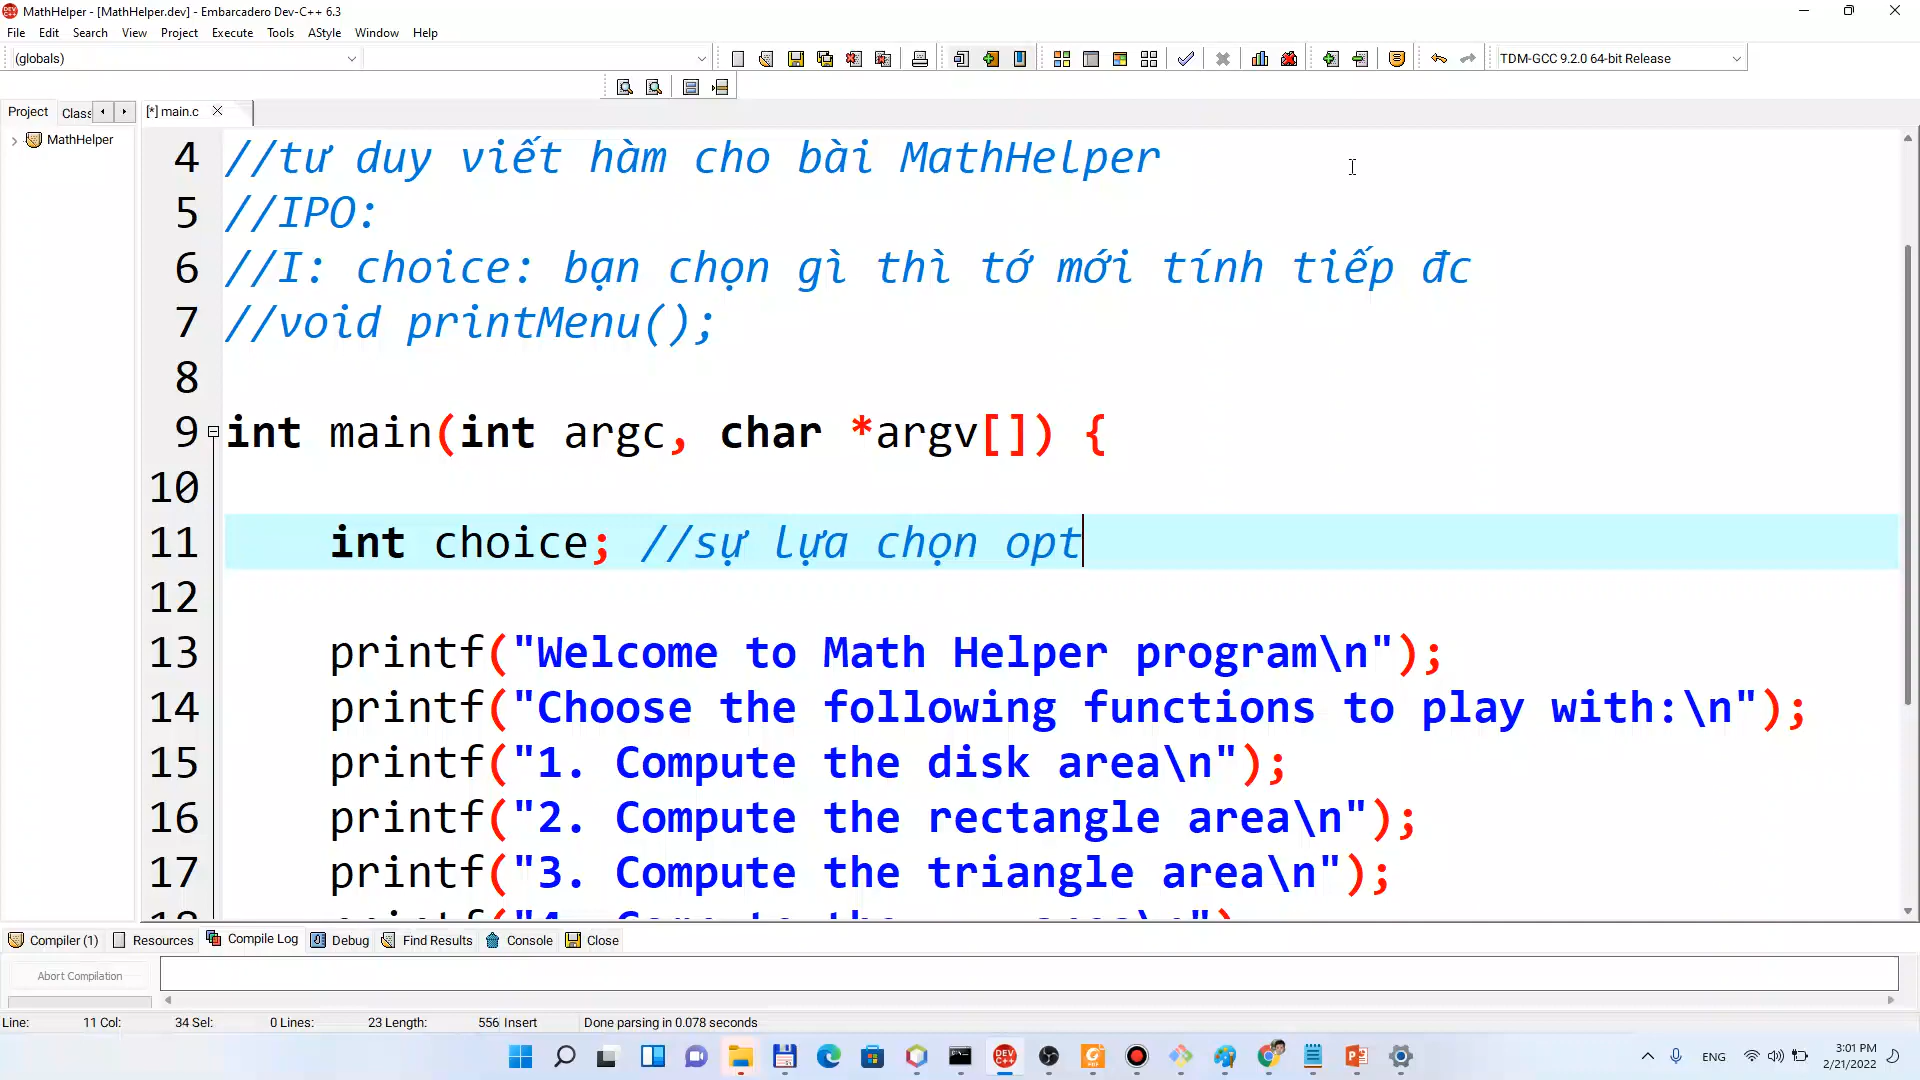 MathHelper - [MathHelper.dev] - Embarcadero Dev-C++ 6.3
File Edit Search View Project Execute Tools AStyle Window Help
(globals)
TDM-GCC 9.2.0 64-bit Release
Project Class
[*] main.c
MathHelper
4 //tư duy viết hàm cho bài MathHelper
5 //IPO:
6 //I: choice: bạn chọn gì thì tớ mới tính tiếp đc
7 //void printMenu();
8
9 int main(int argc, char *argv[]) {
10
11 int choice; //sự lựa chọn opt
12
13 printf("Welcome to Math Helper program\n");
14 printf("Choose the following functions to play with:\n");
15 printf("1. Compute the disk area\n");
16 printf("2. Compute the rectangle area\n");
17 printf("3. Compute the triangle area\n");
Compiler (1) Resources Compile Log Debug Find Results Console Close
Abort Compilation
Line: 11 Col: 34 Sel: 0 Lines: 23 Length: 556 Insert Done parsing in 0.078 seconds
ENG
3:01 PM
2/21/2022